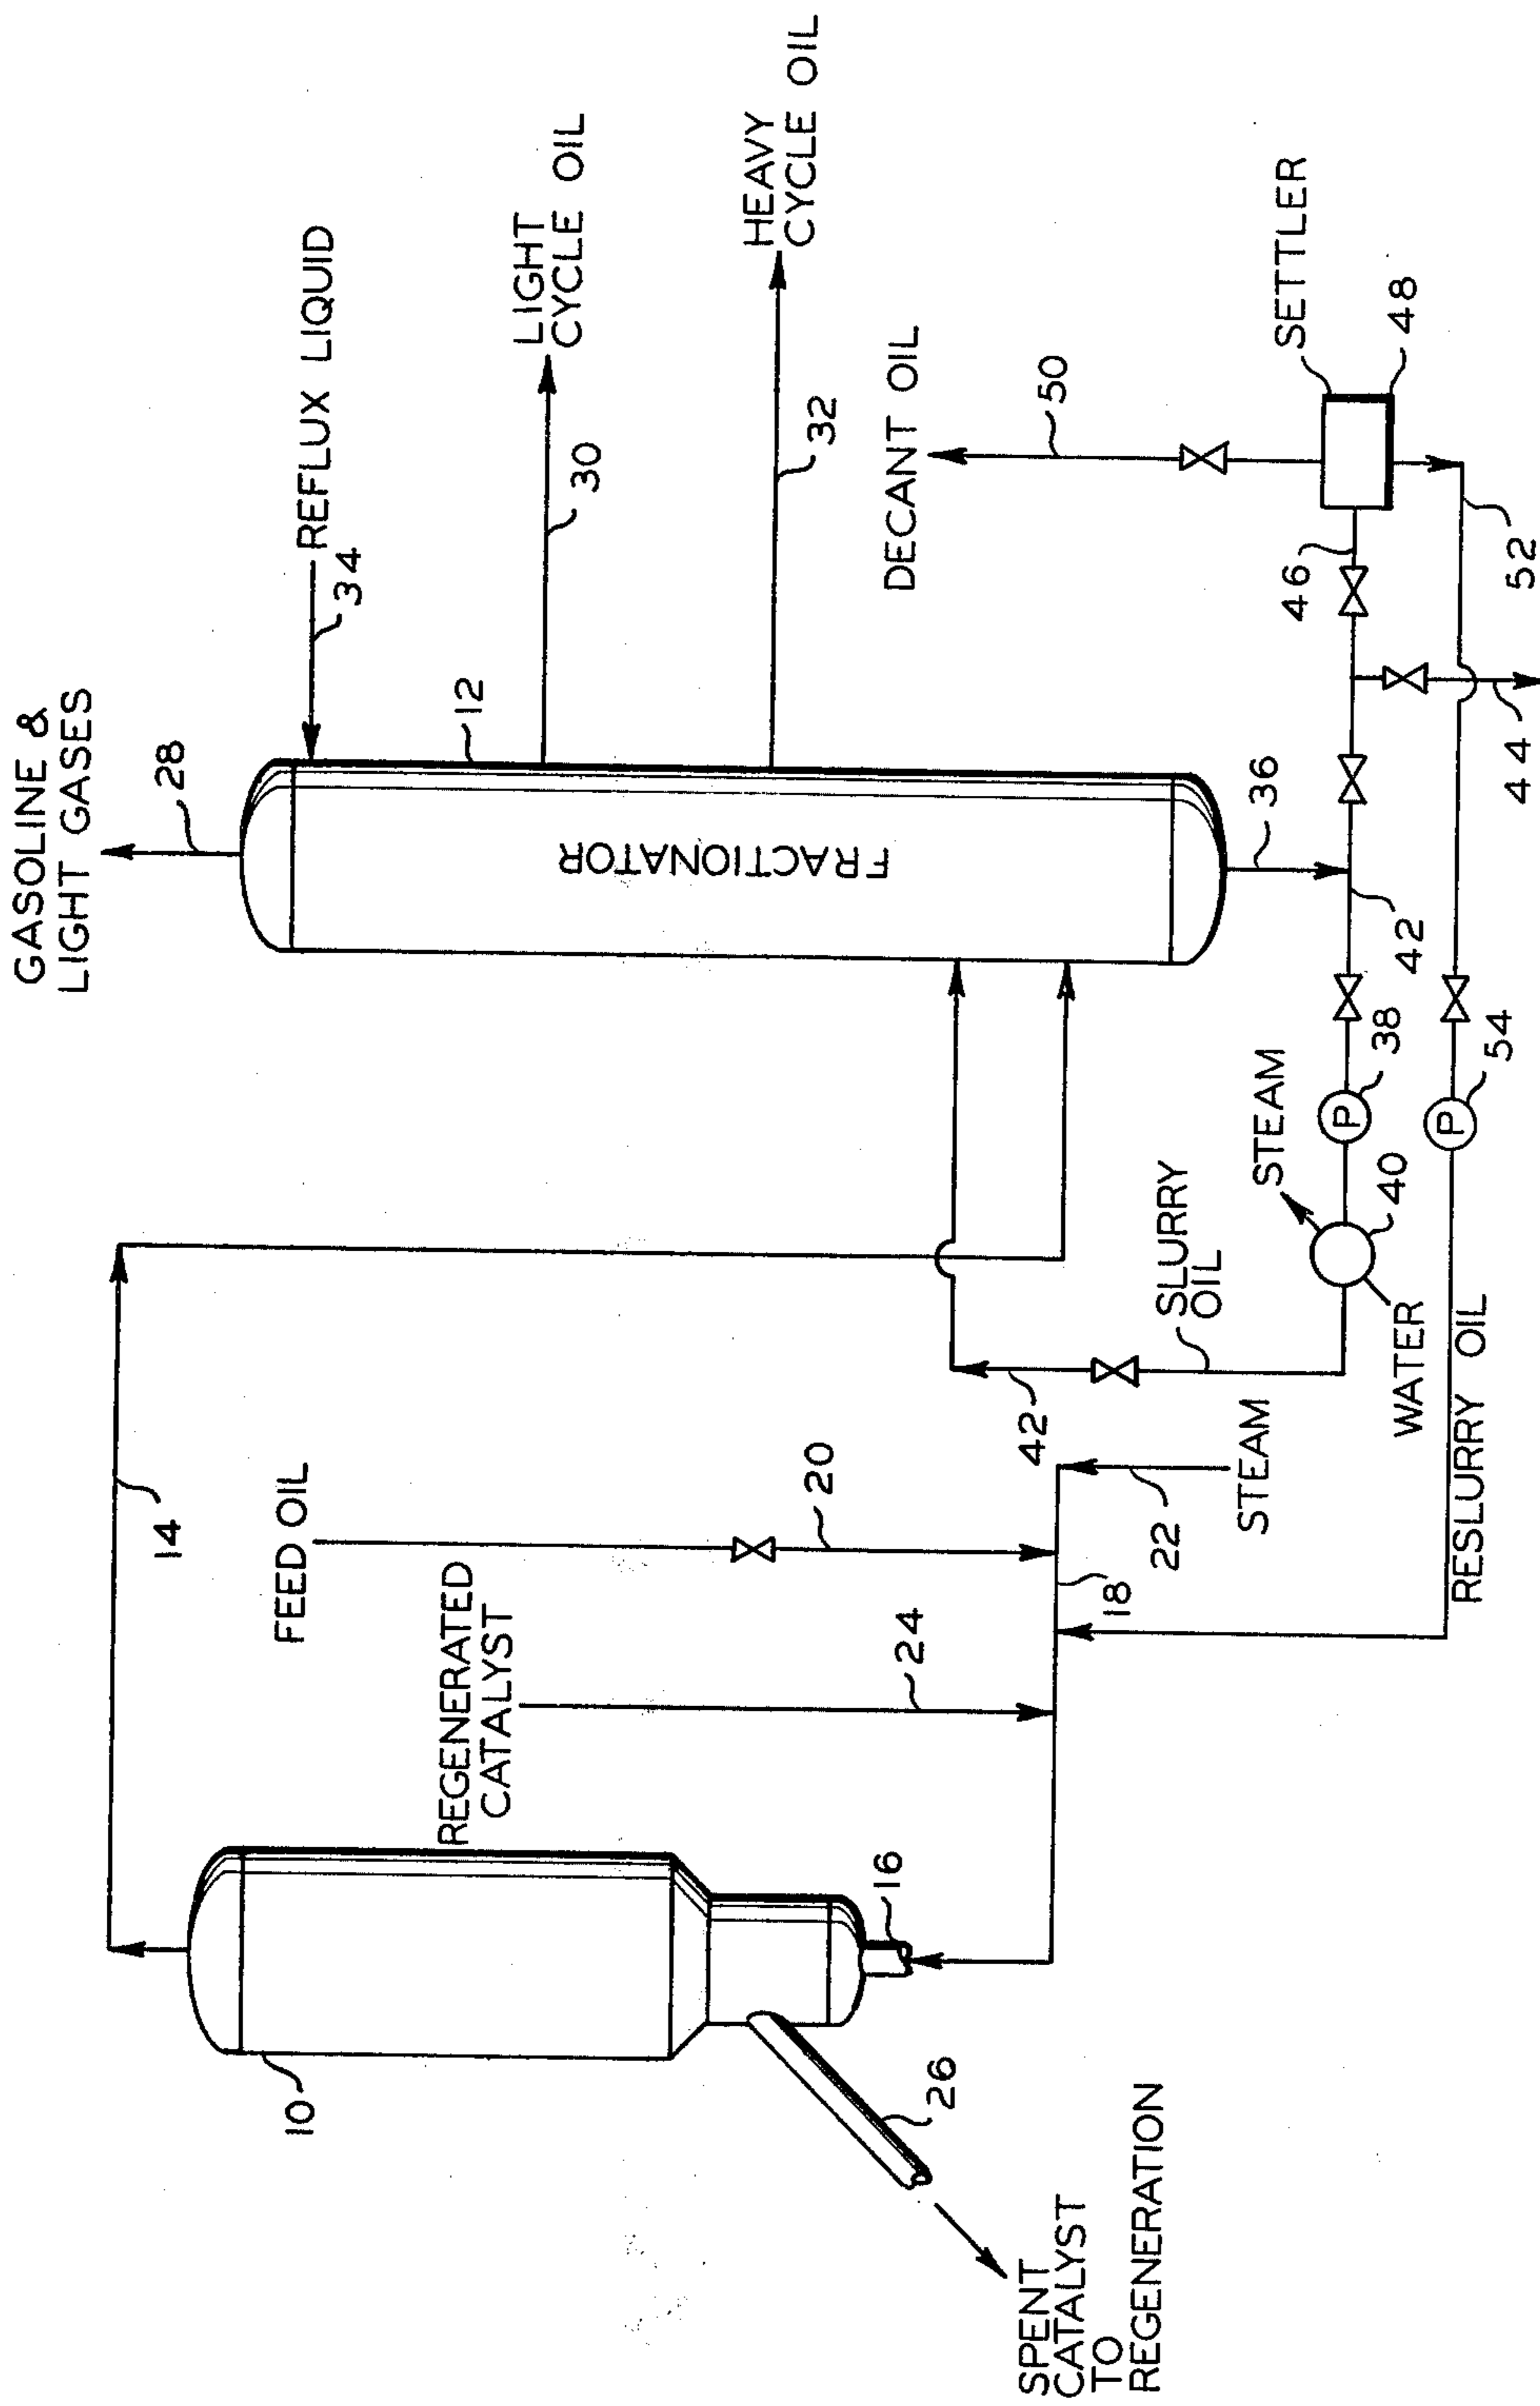 GASOLINE &
LIGHT GASES
28
REFLUX LIQUID
34
12
LIGHT
CYCLE OIL
30
HEAVY
CYCLE OIL
32
FRACTIONATOR
14
FEED OIL
20
REGENERATED
CATALYST
24
10
16
26
SPENT
CATALYST
TO
REGENERATION
18
22
STEAM
42
SLURRY
OIL
STEAM
P
38
40
WATER
42
36
DECANT OIL
50
SETTLER
48
46
44
52
P
54
RESLURRY OIL